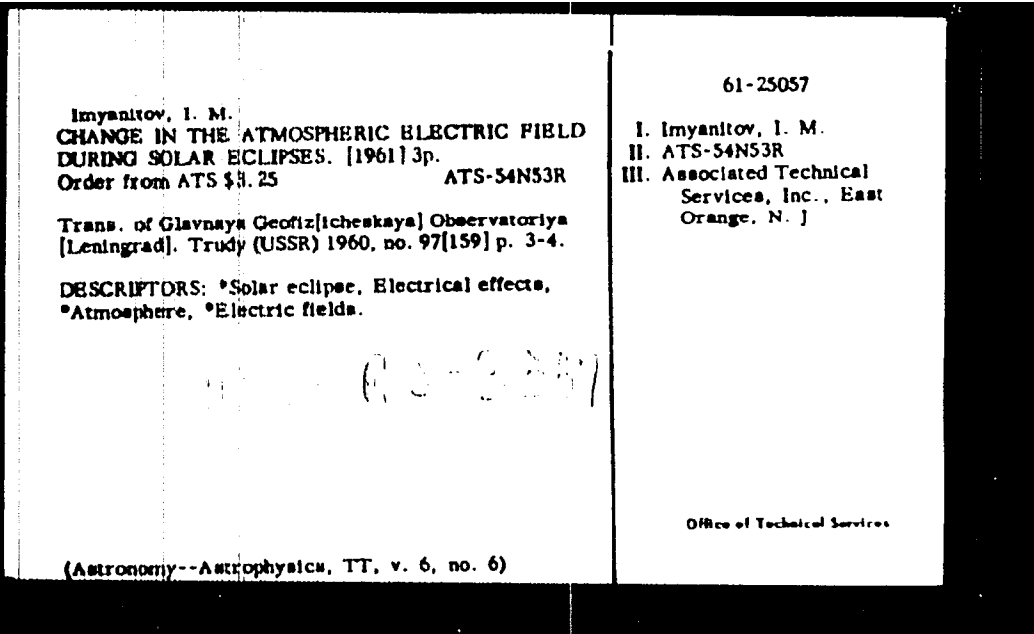 Imyanitov, I. M.
CHANGE IN THE ATMOSPHERIC ELECTRIC FIELD
DURING SOLAR ECLIPSES. [1961] 3p.
Order from ATS ATS-54N53R
Trans. of Glavnaya Geofiz[icheskaya] Observatoriya
[Leningrad]. Trudy (USSR) 1960, no. 97[159] p. 3-4.
DESCRIPTORS: *Solar eclipse, Electrical effects,
*Atmosphere, *Electric fields.
(Astronomy--Astrophysics, TT, v. 6, no. 6)
61-25057
I. Imyanitov, I. M.
II. ATS-54N53R
III. Associated Technical
Services, Inc., East
Orange, N. J
Office of Technical Services